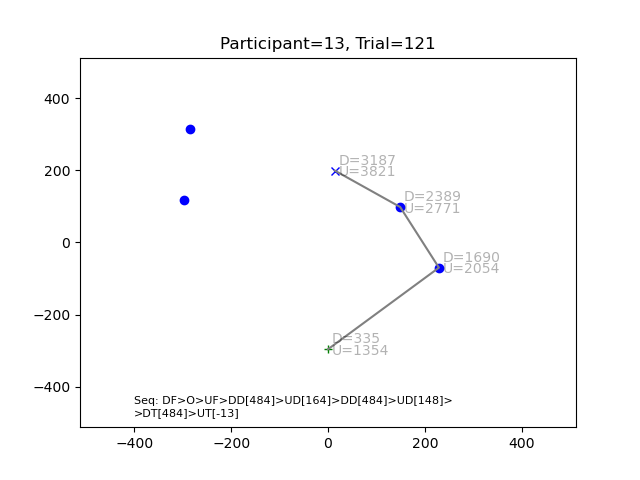 Participant=13, Trial=121
400
200
0
−200
−400
D=3187
U=3821
D=2389
U=2771
D=1690
U=2054
D=335
U=1354
Seq: DF>O>UF>DD[484]>UD[164]>DD[484]>UD[148]>
>DT[484]>UT[-13]
−400 −200 0 200 400